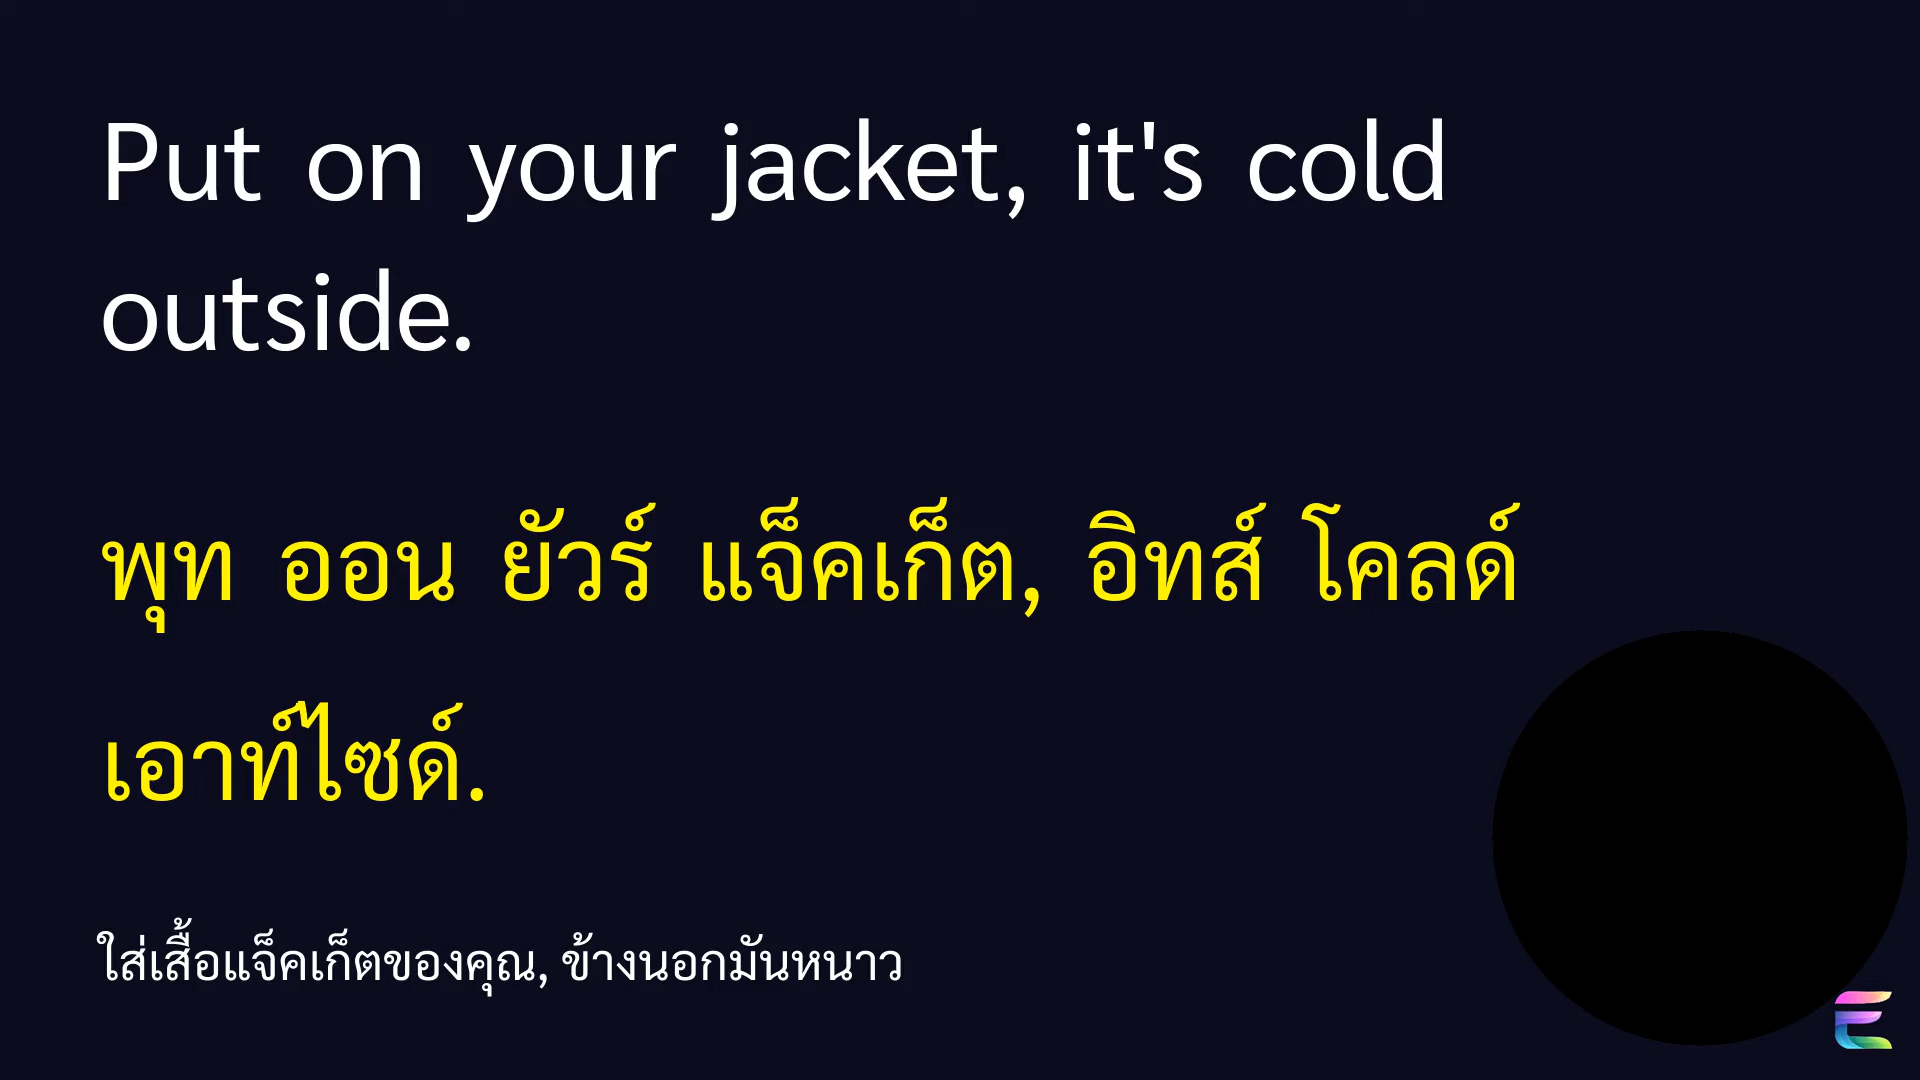 Put on your jacket, it's cold
outside.
พุท ออน ยัวร์ แจ็คเก็ต, อิทส์ โคลด์
เอาท์ไซด์.
ใส่เสื้อแจ็คเก็ตของคุณ, ข้างนอกมันหนาว